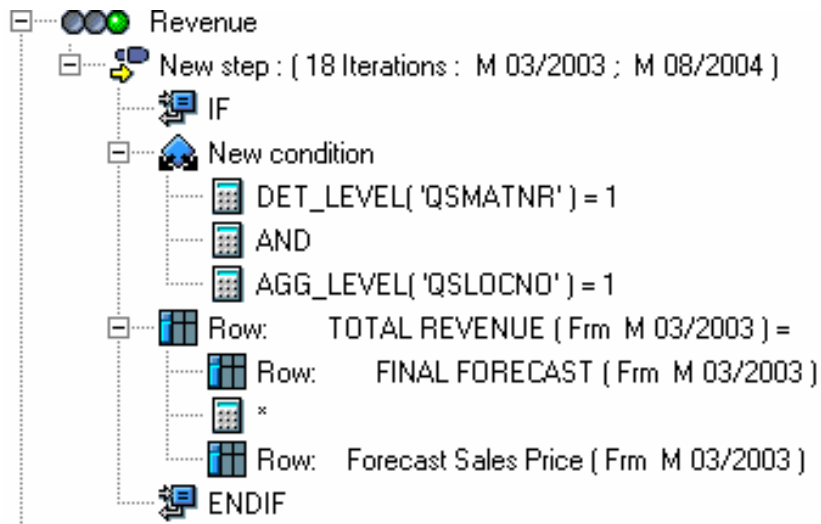 Revenue
New step : ( 18 Iterations : M 03/2003 ; M 08/2004 )
IF
New condition
DET_LEVEL( 'QSMATNR' ) = 1
AND
AGG_LEVEL( 'QSLOCNO' ) = 1
Row: TOTAL REVENUE ( Frm M 03/2003 ) =
Row: FINAL FORECAST ( Frm M 03/2003 )
*
Row: Forecast Sales Price ( Frm M 03/2003 )
ENDIF